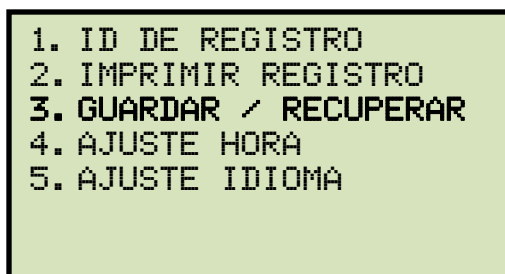 1. ID DE REGISTRO
2. IMPRIMIR REGISTRO
3. GUARDAR / RECUPERAR
4. AJUSTE HORA
5. AJUSTE IDIOMA